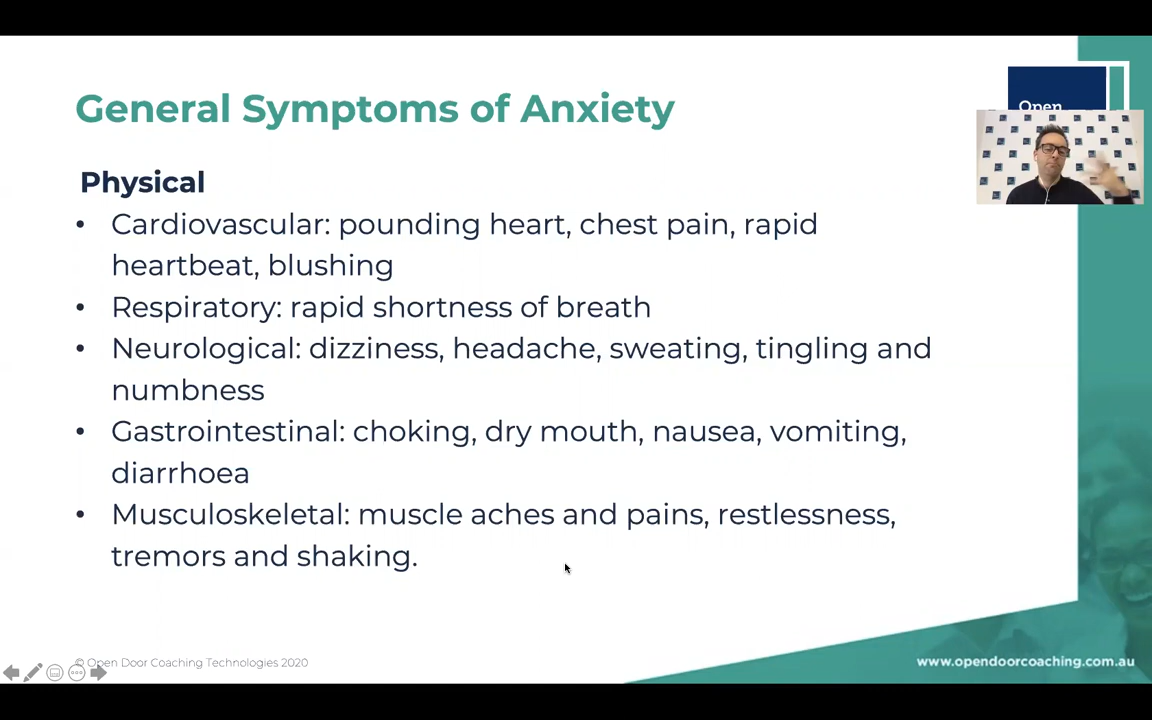 General Symptoms of Anxiety
Open
Physical
• Cardiovascular: pounding heart, chest pain, rapid
heartbeat, blushing
• Respiratory: rapid shortness of breath
• Neurological: dizziness, headache, sweating, tingling and
numbness
• Gastrointestinal: choking, dry mouth, nausea, vomiting,
diarrhoea
• Musculoskeletal: muscle aches and pains, restlessness,
tremors and shaking.
© Open Door Coaching Technologies 2020
www.opendoorcoaching.com.au